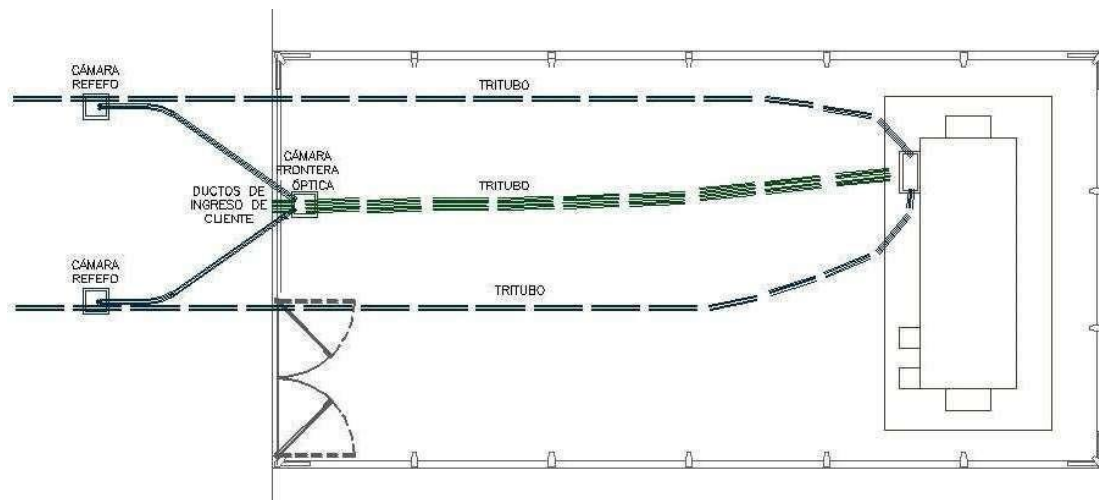 CÁMARA
REFEFO
TRITUBO
CÁMARA
FRONTERA
ÓPTICA
DUCTOS DE
INGRESO DE
CLIENTE
TRITUBO
CÁMARA
REFEFO
TRITUBO